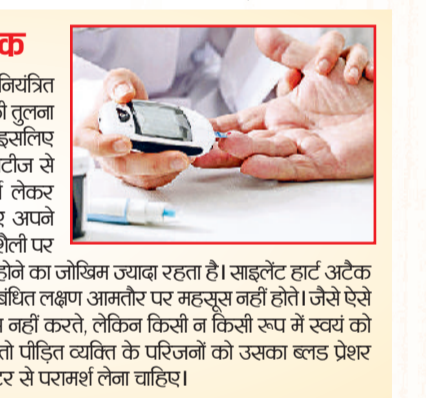 क
नियंत्रित
तुलना
इसलिए
लेकर
अपने
पर
होने का जोखिम ज्यादा रहता है। साइलेंट हार्ट अटैक
लक्षण आमतौर पर महसूस नहीं होते। जैसे ऐसे
नहीं करते, लेकिन किसी न किसी रूप में स्वयं को
तो पीड़ित व्यक्ति के परिजनों को उसका ब्लड प्रेशर
से परामर्श लेना चाहिए।